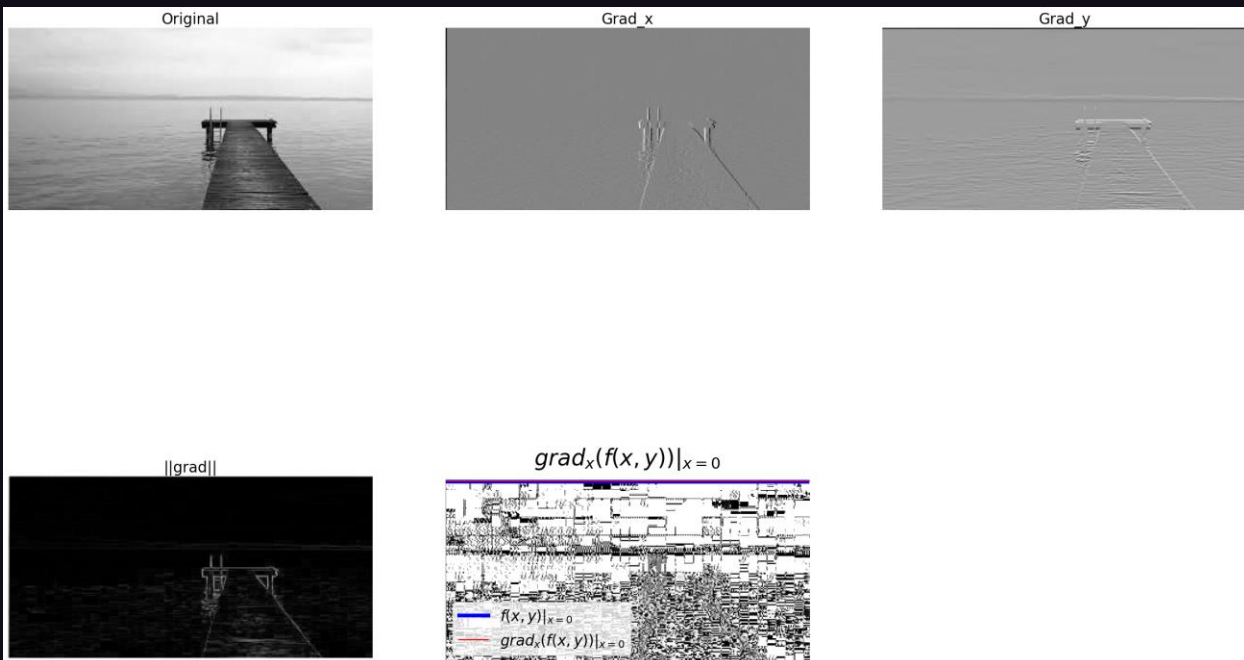 Original
Grad_x
Grad_y
||grad||
grad_x(f(x, y))|_{x=0}
f(x, y)|_{x=0}
grad_x(f(x, y))|_{x=0}